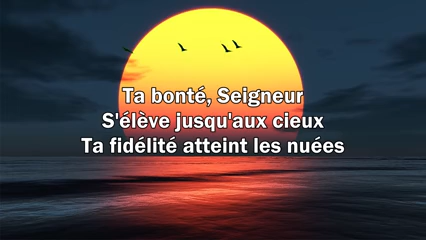 Ta bonté, Seigneur
S'élève jusqu'aux cieux
Ta fidélité atteint les nuées